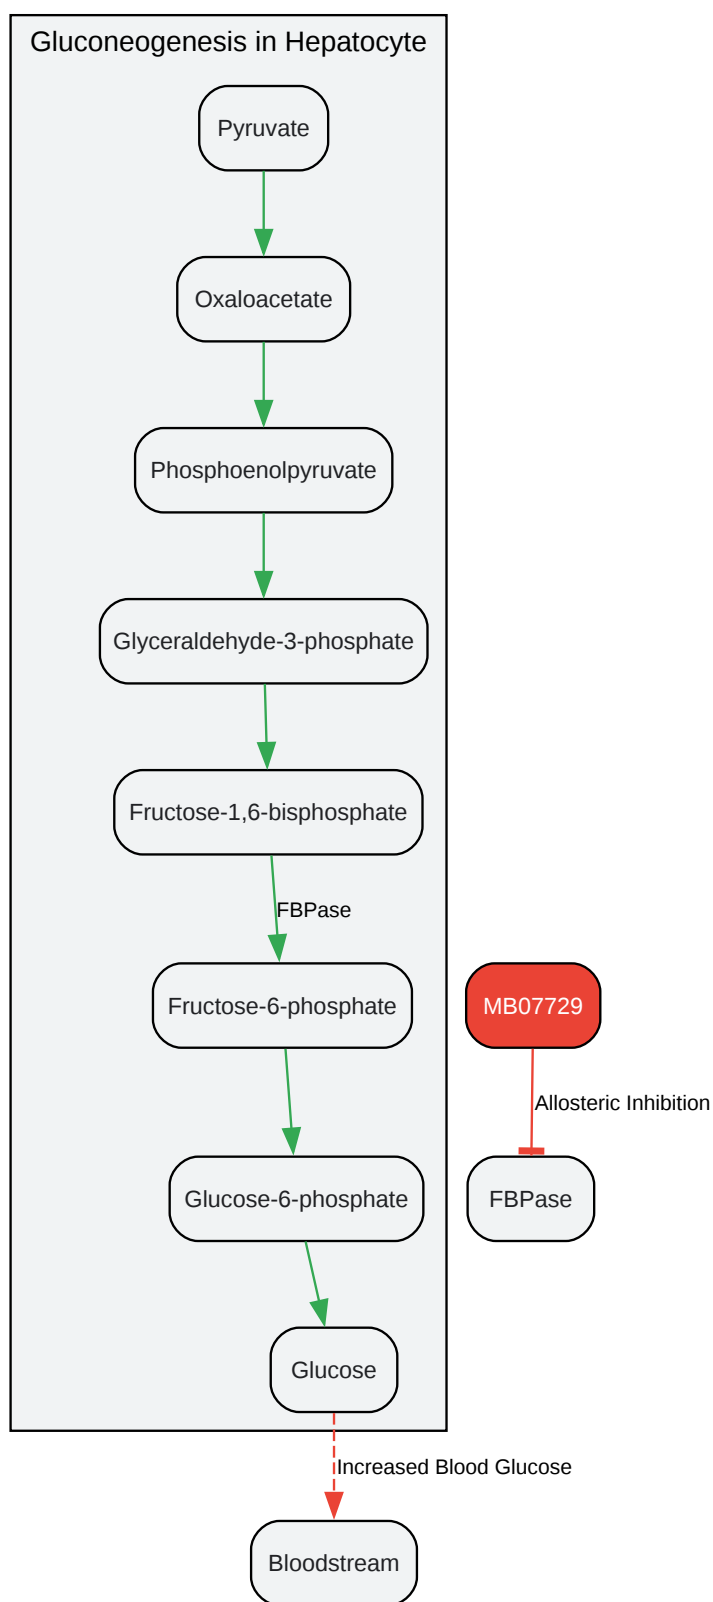 Gluconeogenesis in Hepatocyte
Pyruvate
Oxaloacetate
Phosphoenolpyruvate
Glyceraldehyde-3-phosphate
Fructose-1,6-bisphosphate
FBPase
Fructose-6-phosphate
MB07729
Allosteric Inhibition
Glucose-6-phosphate
FBPase
Glucose
Increased Blood Glucose
Bloodstream